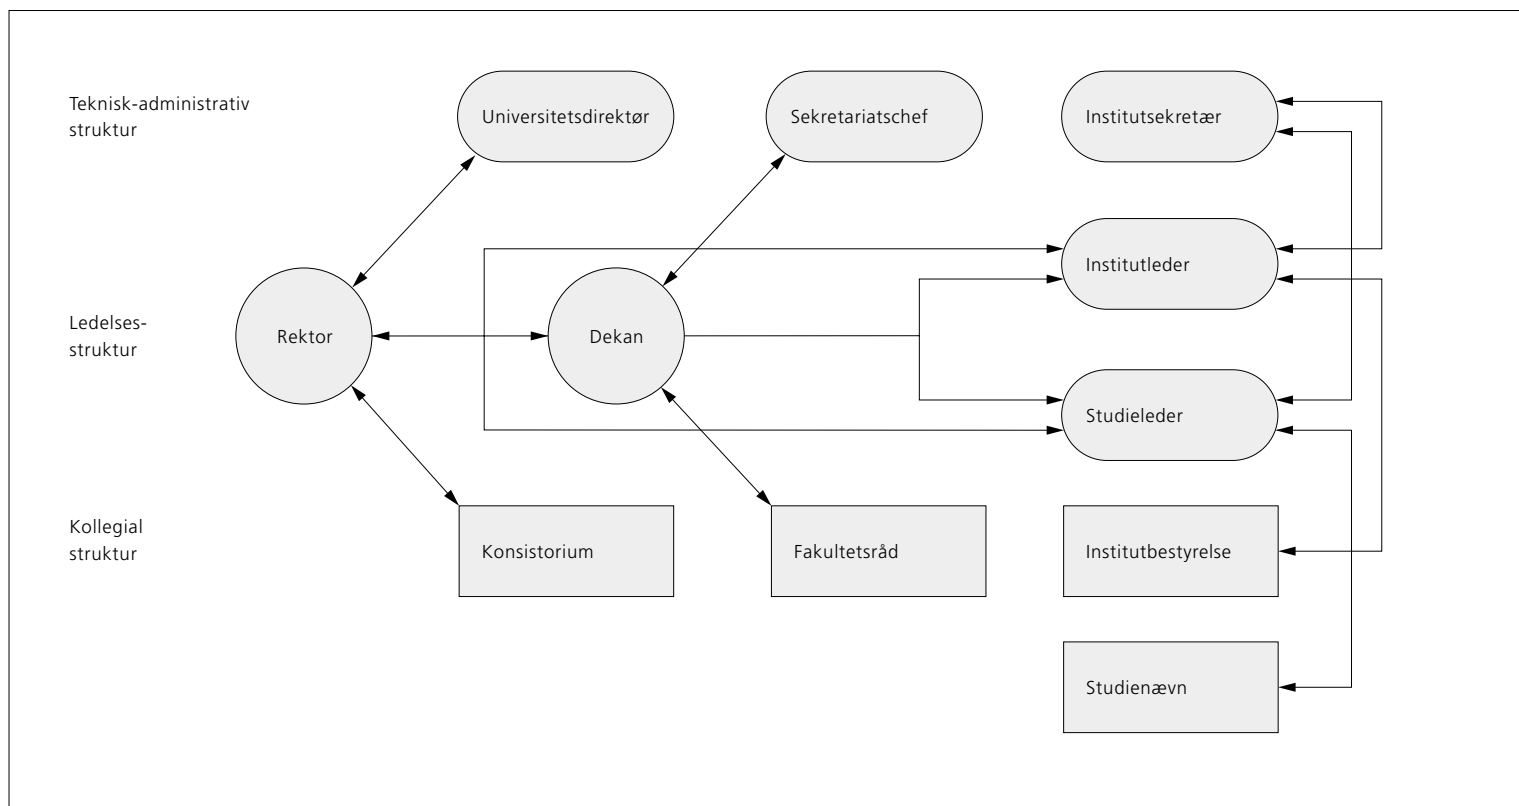 Teknisk-administrativ
struktur
Universitetsdirektør
Sekretariatschef
Institutsekretær
Institutleder
Ledelses-
struktur
Rektor
Dekan
Studieleder
Kollegial
struktur
Konsistorium
Fakultetsråd
Institutbestyrelse
Studienævn